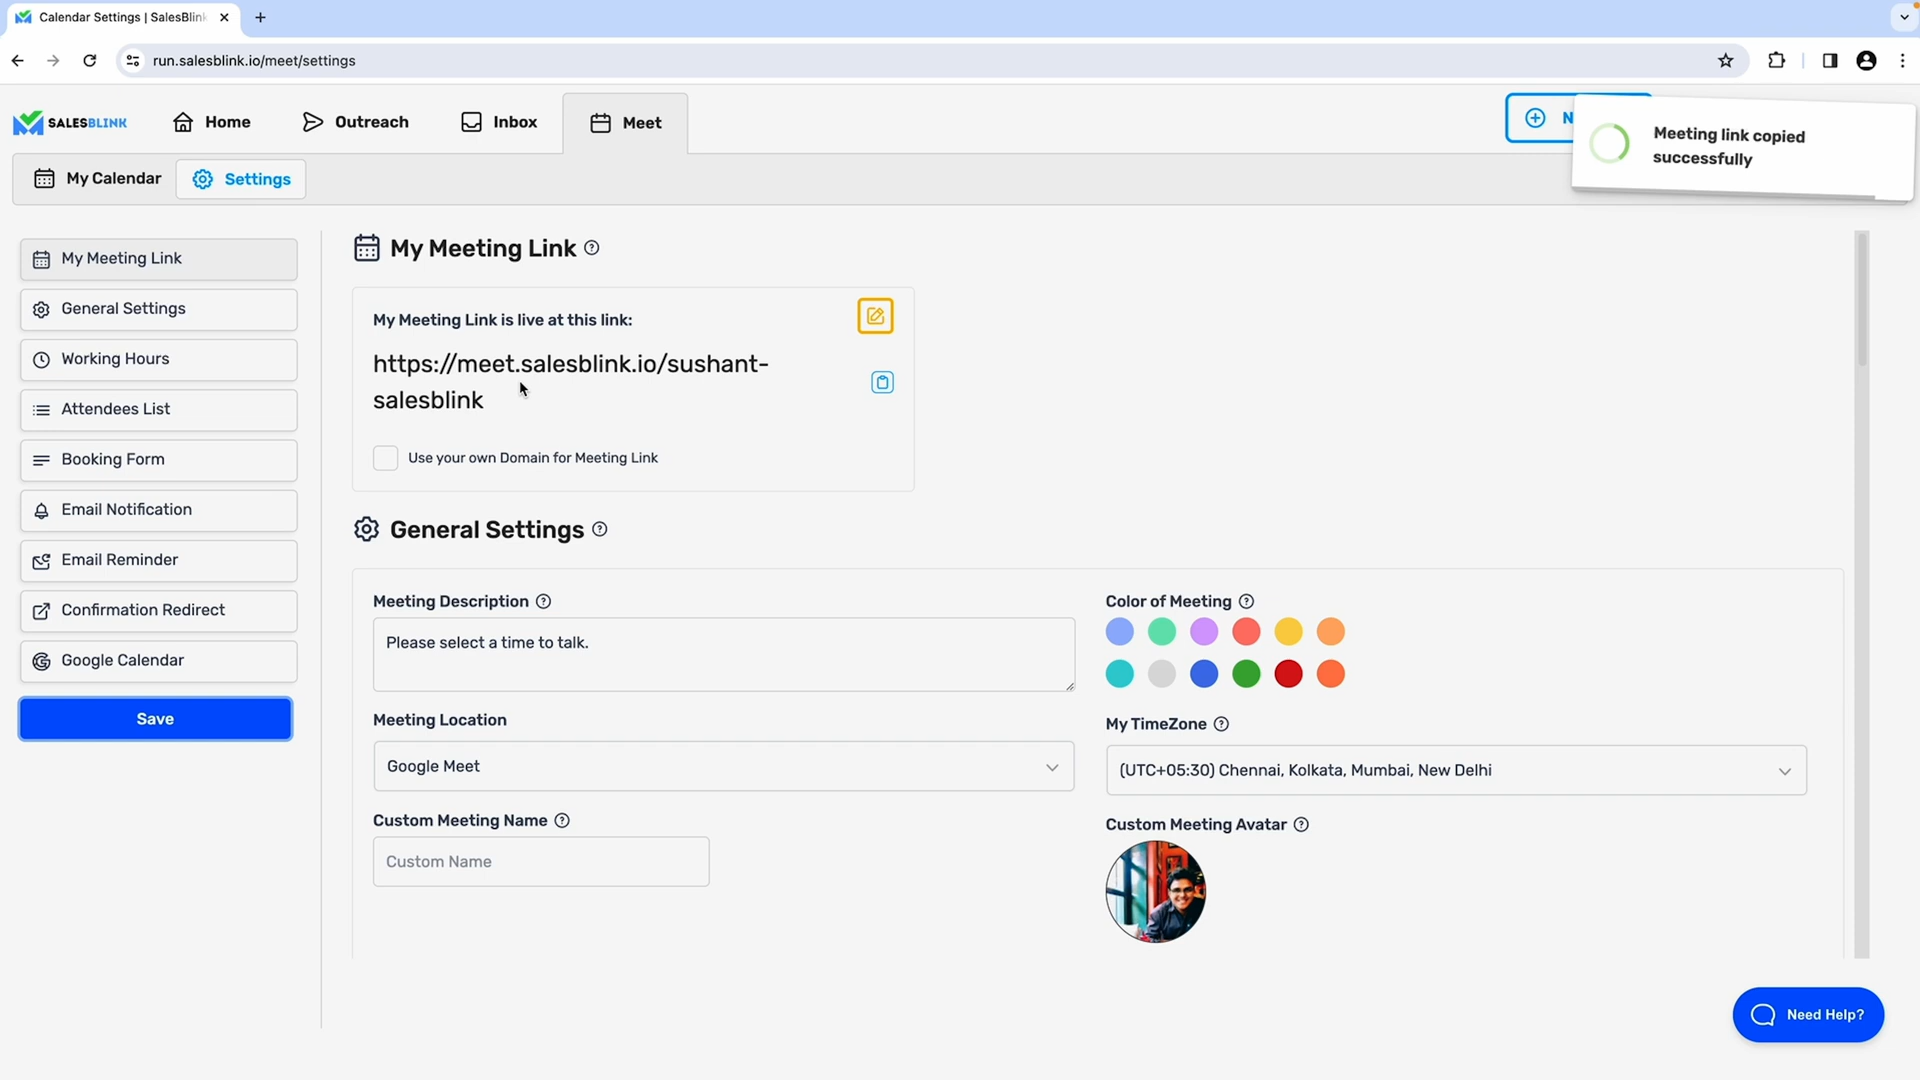 Calendar Settings | SalesBlink
run.salesblink.io/meet/settings
SALESBLINK
Home
Outreach
Inbox
Meet
N
Meeting link copied
successfully
My Calendar
Settings
My Meeting Link
General Settings
Working Hours
Attendees List
Booking Form
Email Notification
Email Reminder
Confirmation Redirect
Google Calendar
Save
My Meeting Link
My Meeting Link is live at this link:
https://meet.salesblink.io/sushant-
salesblink
Use your own Domain for Meeting Link
General Settings
Meeting Description
Please select a time to talk.
Meeting Location
Google Meet
Custom Meeting Name
Custom Name
Color of Meeting
My TimeZone
(UTC+05:30) Chennai, Kolkata, Mumbai, New Delhi
Custom Meeting Avatar
Need Help?